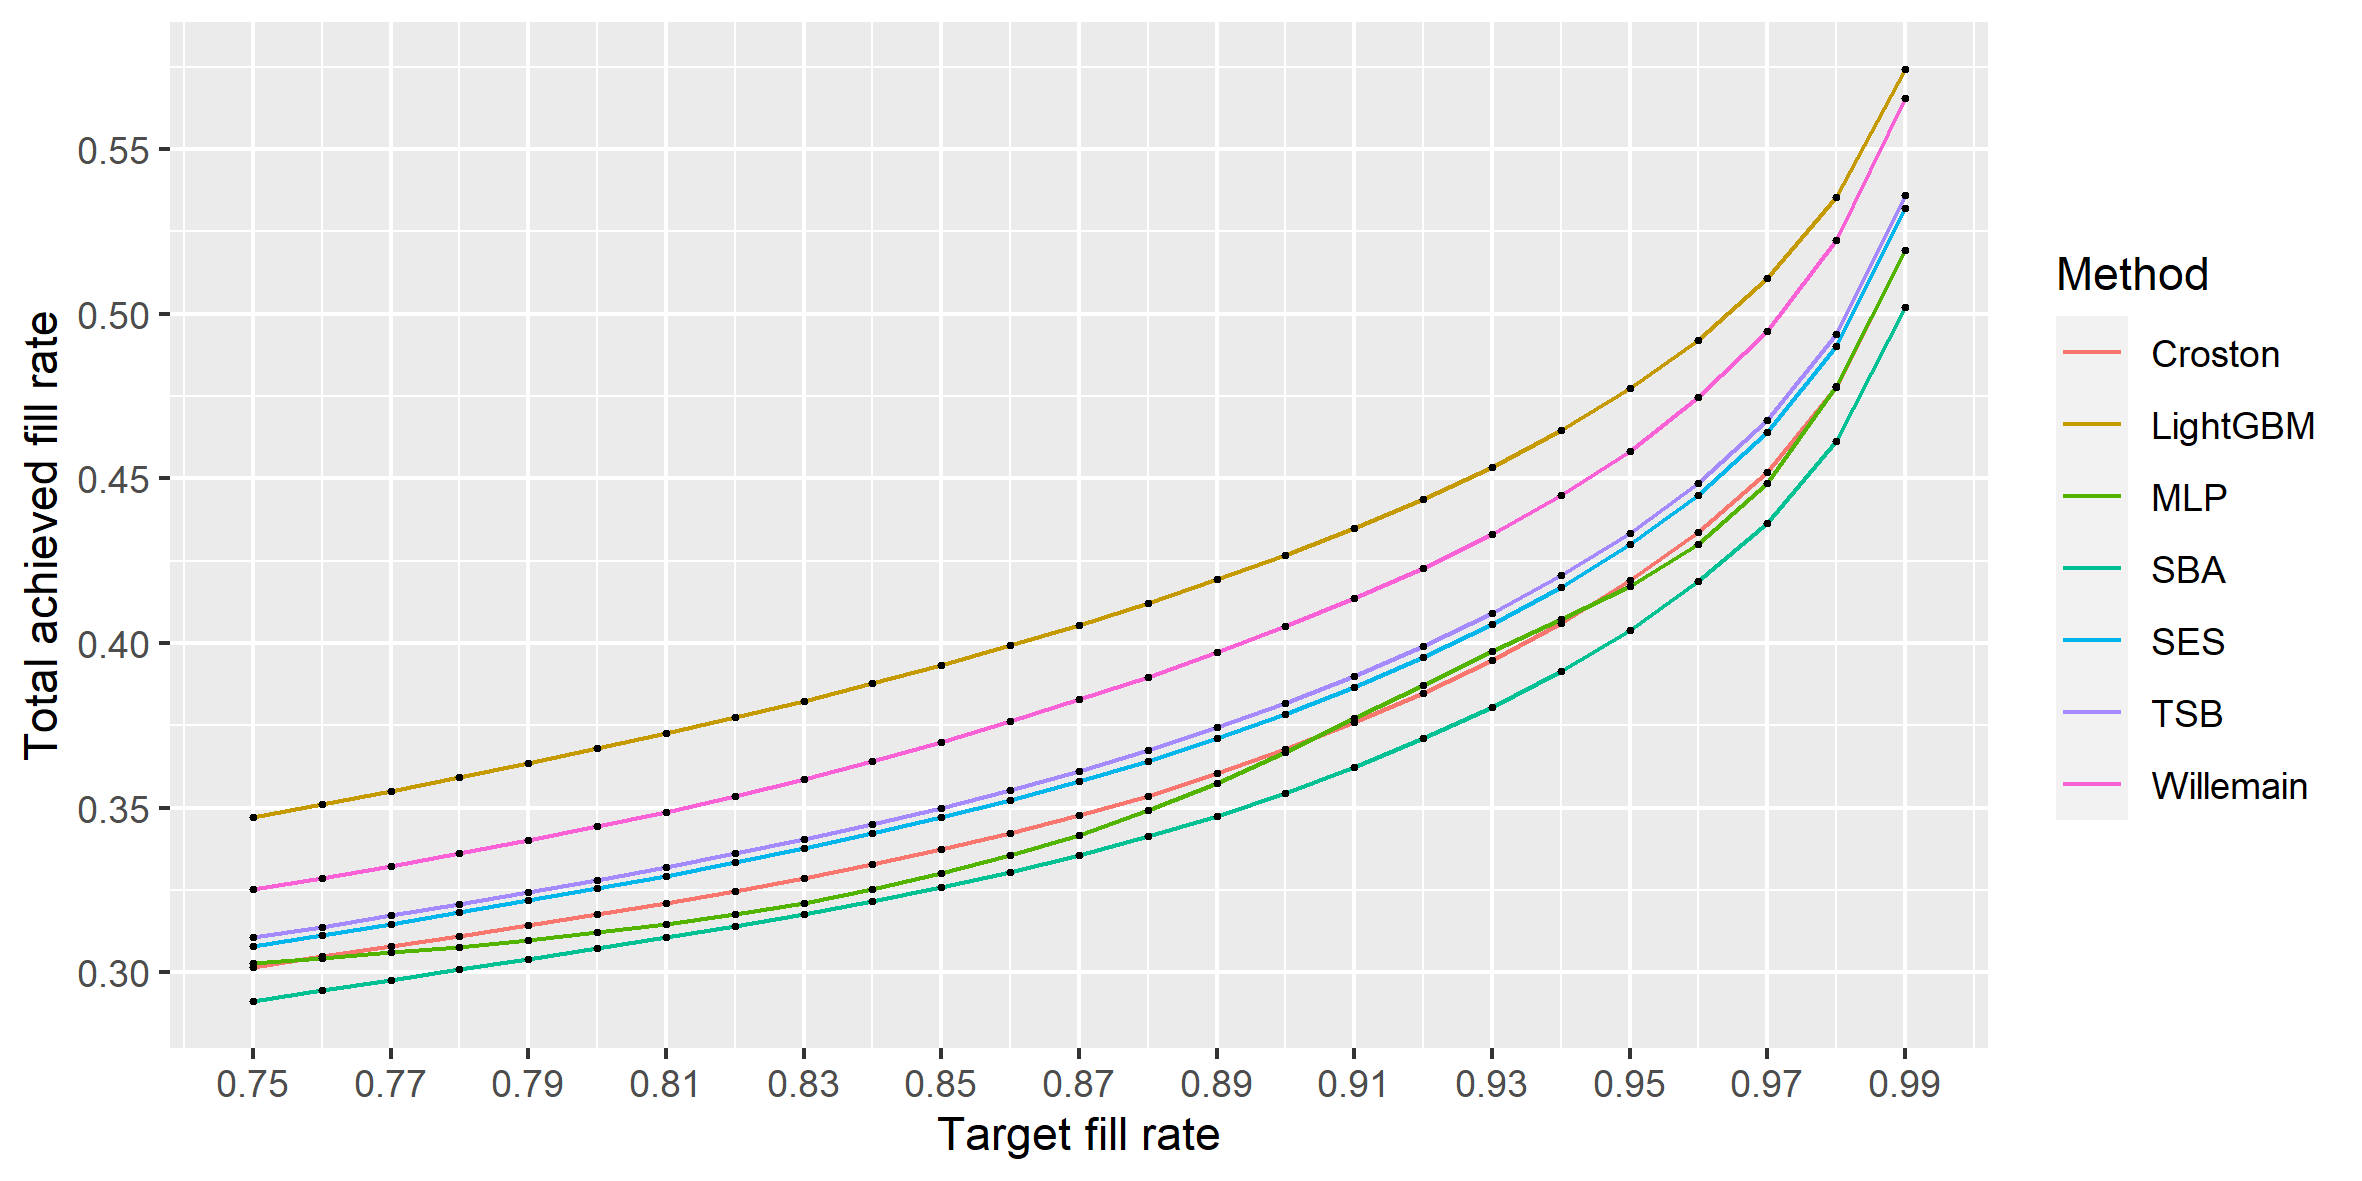 Total achieved fill rate
0.55
0.50
0.45
0.40
0.35
0.30
0.75 0.77 0.79 0.81 0.83 0.85 0.87 0.89 0.91 0.93 0.95 0.97 0.99
Target fill rate
Method
Croston
LightGBM
MLP
SBA
SES
TSB
Willemain